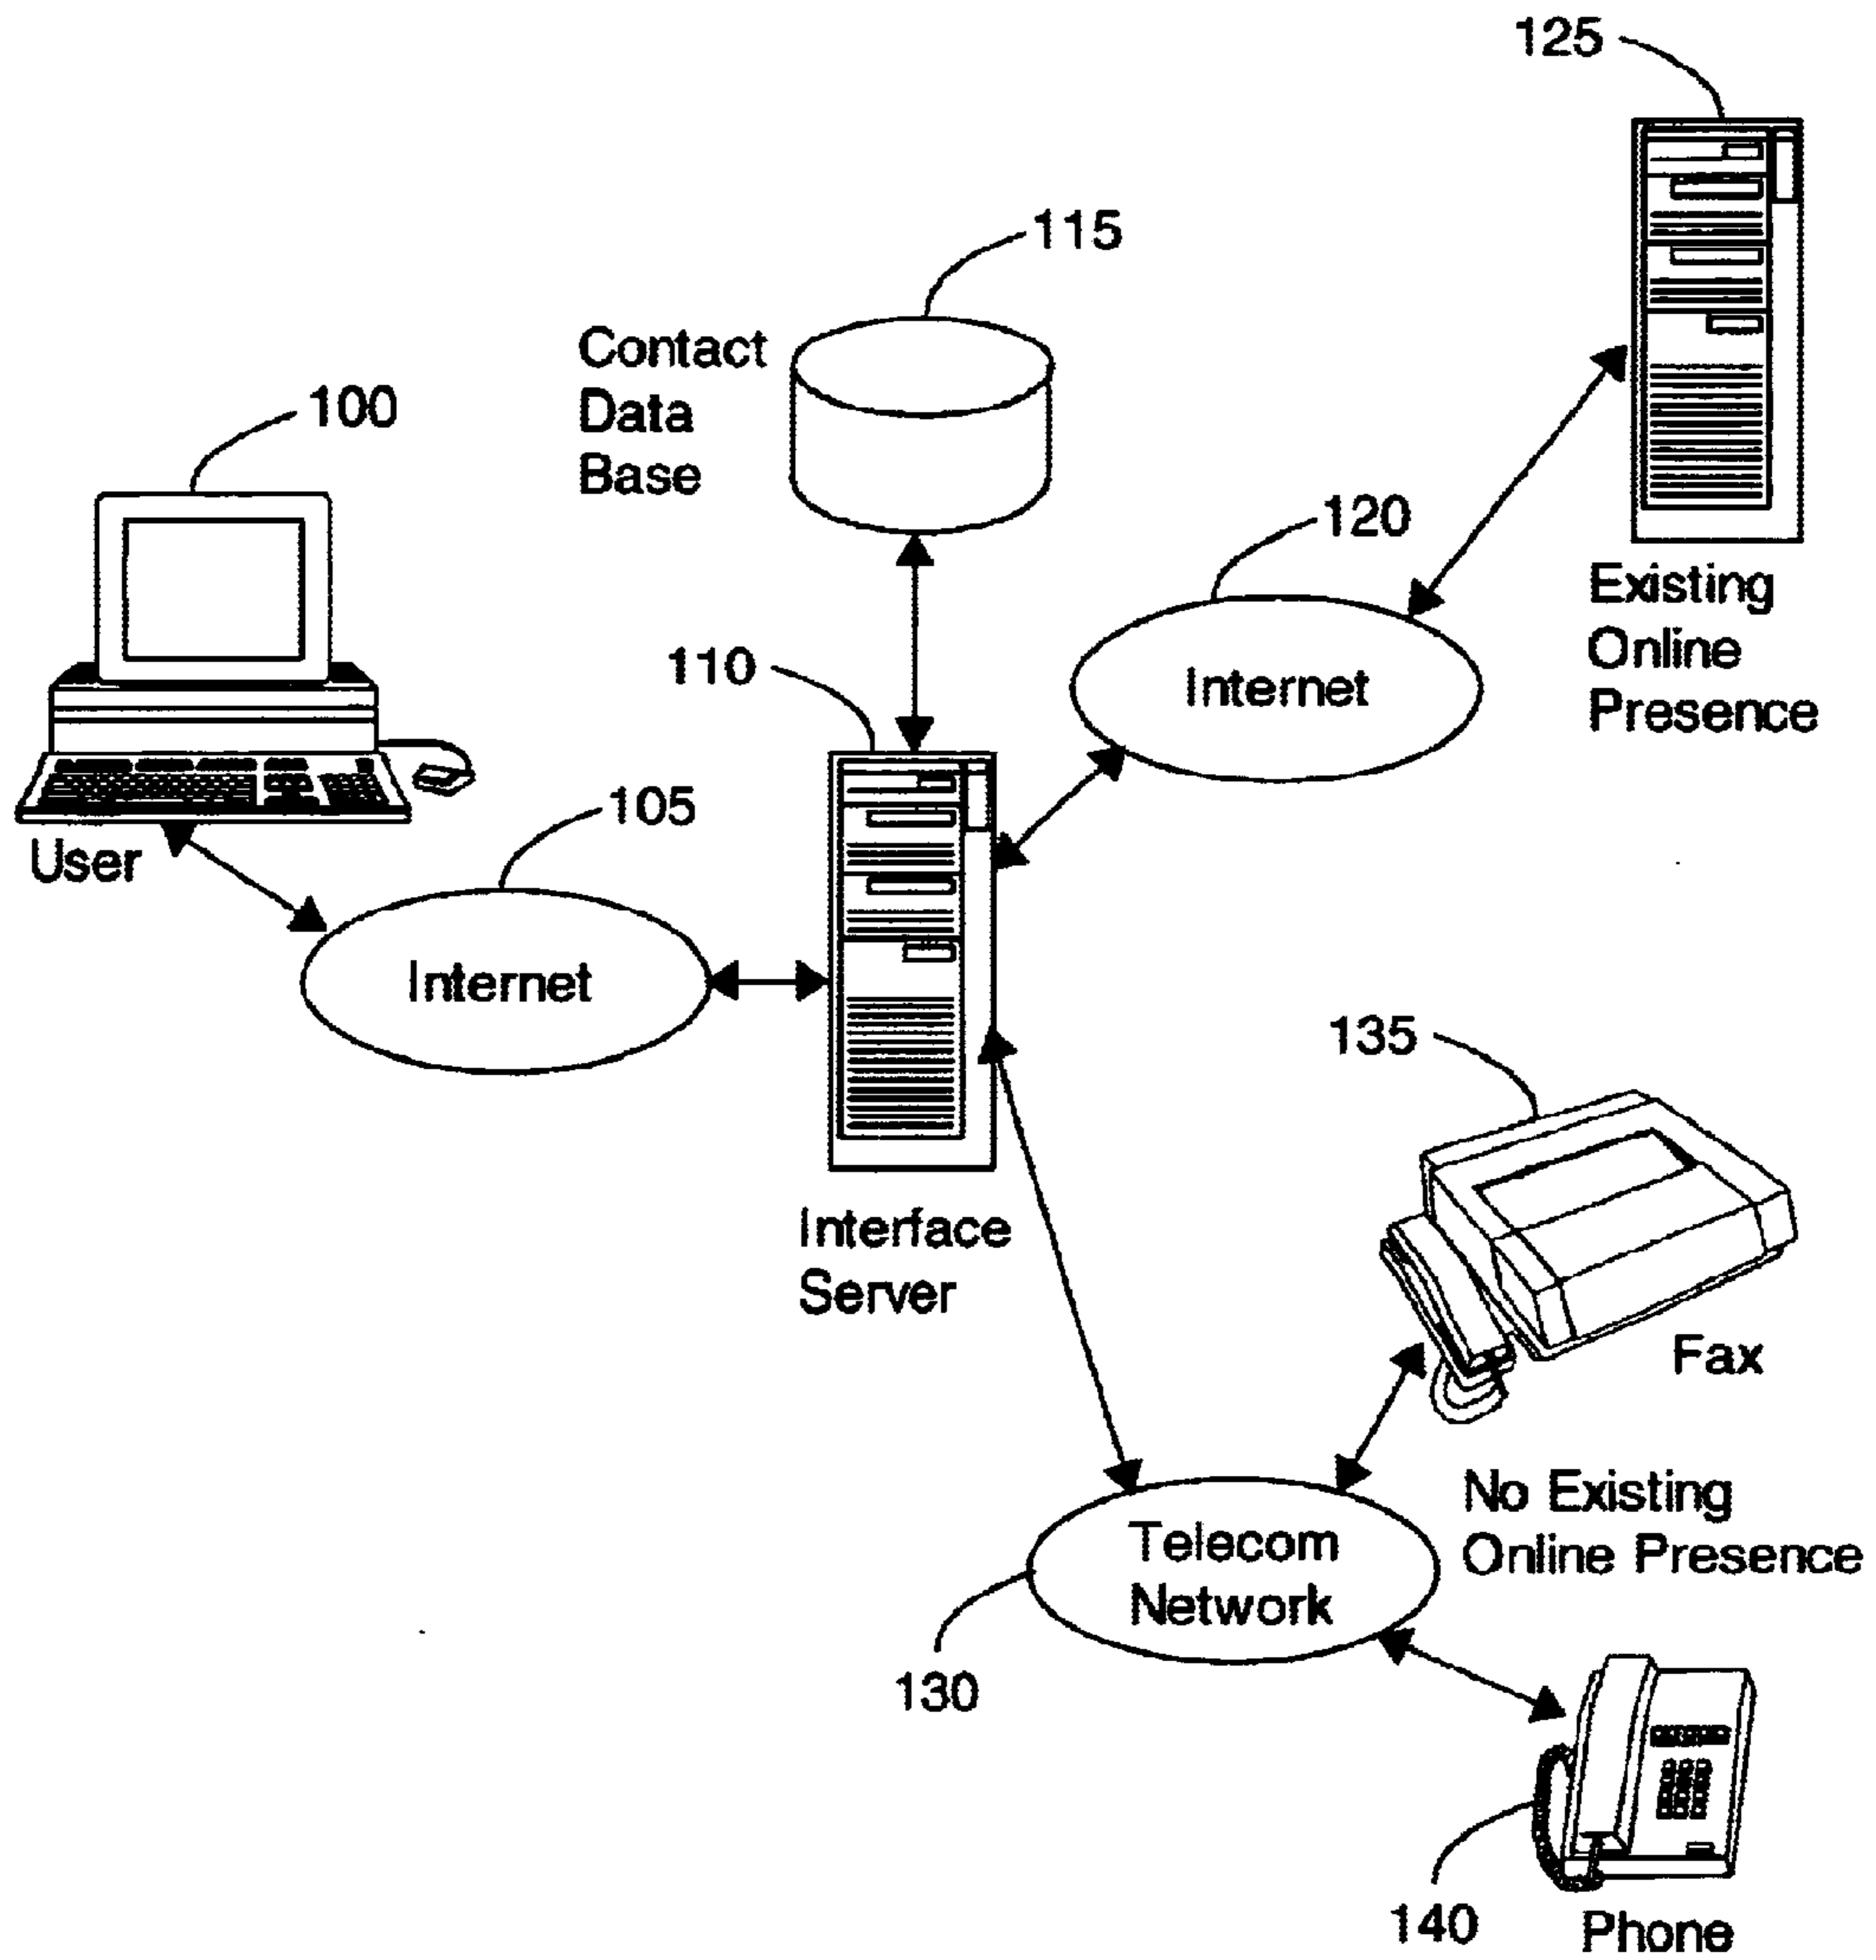 125
115
Contact
Data
Base
100
120
Existing
Online
Presence
Internet
110
105
User
Internet
135
Interface
Server
Fax
No Existing
Online Presence
Telecom
Network
130
140
Phone